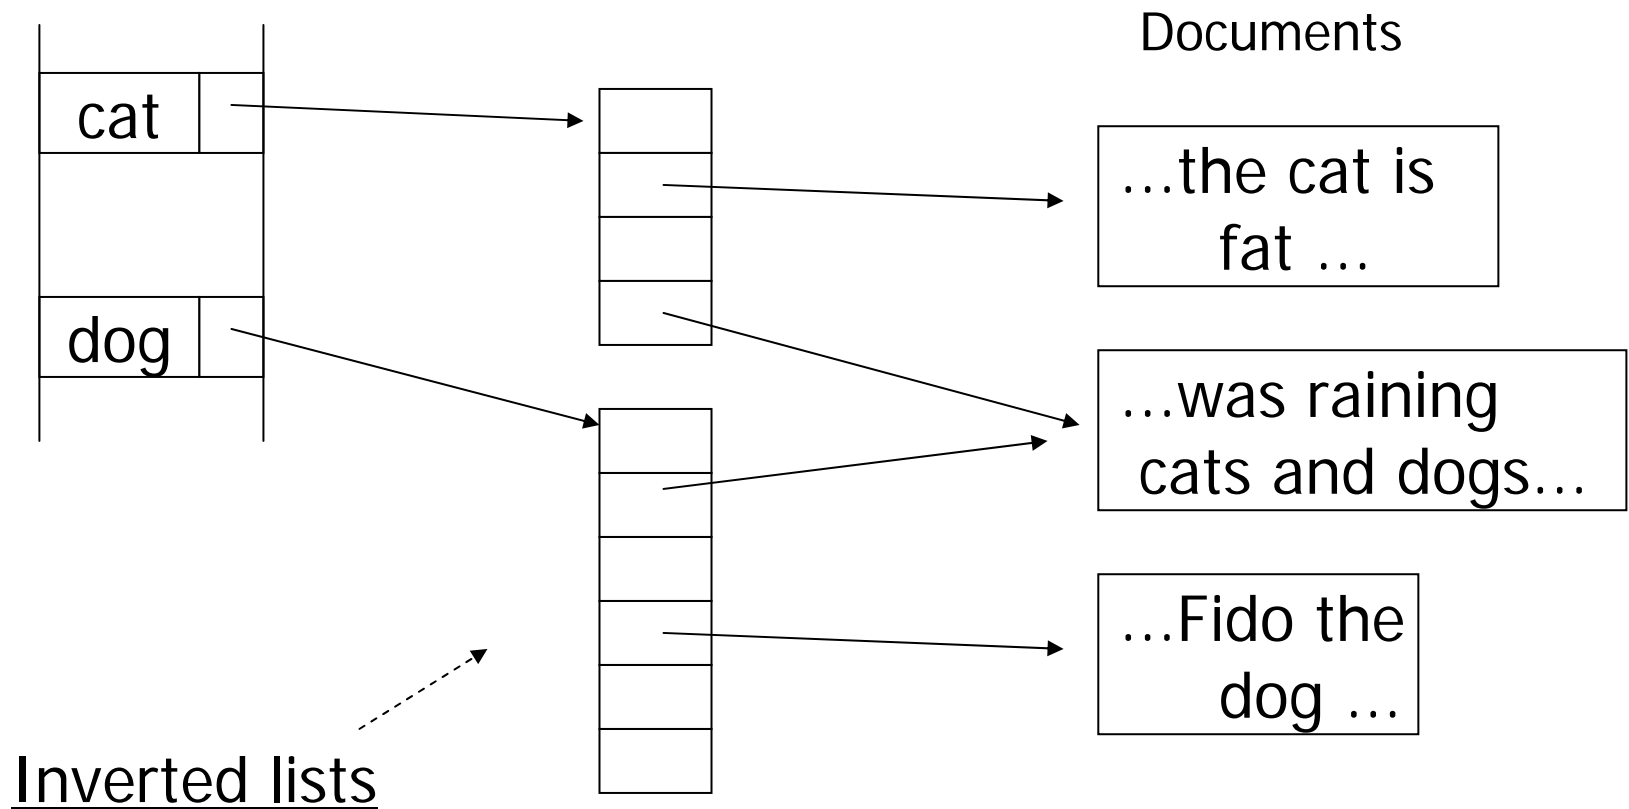 Documents
cat
…the cat is
fat …
dog
…was raining
cats and dogs…
…Fido the
dog …
Inverted lists